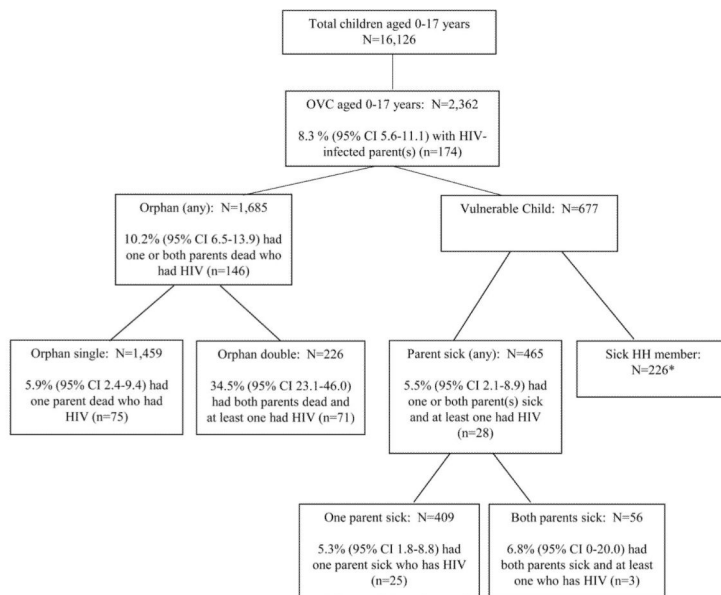 Total children aged 0-17 years
N=16,126
OVC aged 0-17 years: N=2,362
8.3 % (95% CI 5.6-11.1) with HIV-
infected parent(s) (n=174)
Orphan (any): N=1,685
10.2% (95% CI 6.5-13.9) had
one or both parents dead who
had HIV (n=146)
Vulnerable Child: N=677
Orphan single: N=1,459
5.9% (95% CI 2.4-9.4) had
one parent dead who had
HIV (n=75)
Orphan double: N=226
34.5% (95% CI 23.1-46.0)
had both parents dead and
at least one had HIV (n=71)
Parent sick (any): N=465
5.5% (95% CI 2.1-8.9) had
one or both parent(s) sick
and at least one had HIV
(n=28)
Sick HH member:
N=226*
One parent sick: N=409
5.3% (95% CI 1.8-8.8) had
one parent sick who has HIV
(n=25)
Both parents sick: N=56
6.8% (95% CI 0-20.0) had
both parents sick and at least
one who has HIV (n=3)